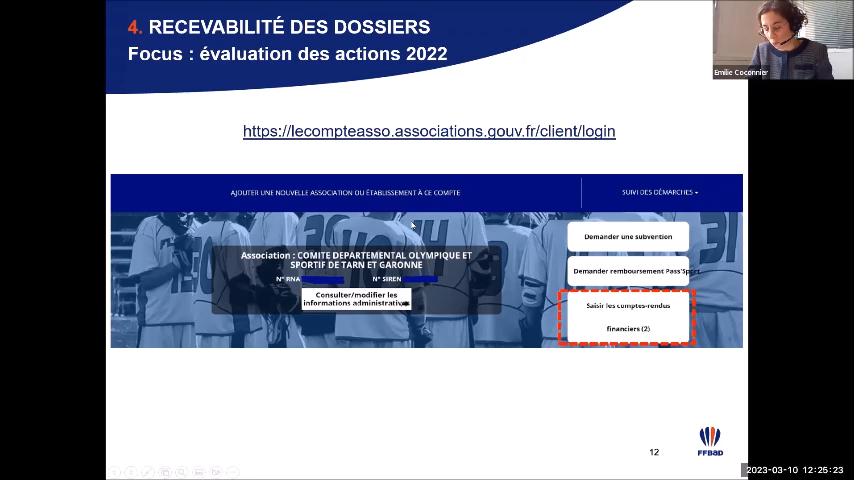 4. RECEVABILITÉ DES DOSSIERS
Focus : évaluation des actions 2022
Emilie Coconnier
https://lecompteasso.associations.gouv.fr/client/login
AJOUTER UNE NOUVELLE ASSOCIATION OU ÉTABLISSEMENT À CE COMPTE
SUIVI DES DÉMARCHES
Demander une subvention
Association : COMITE DEPARTEMENTAL OLYMPIQUE ET
SPORTIF DE TARN ET GARONNE
N° RNA
N° SIREN
Demander remboursement Pass'Sport
Consulter/modifier les
informations administratives
Saisir les comptes-rendus
financiers (2)
12
FFBaD
2023-03-10 12:25:23